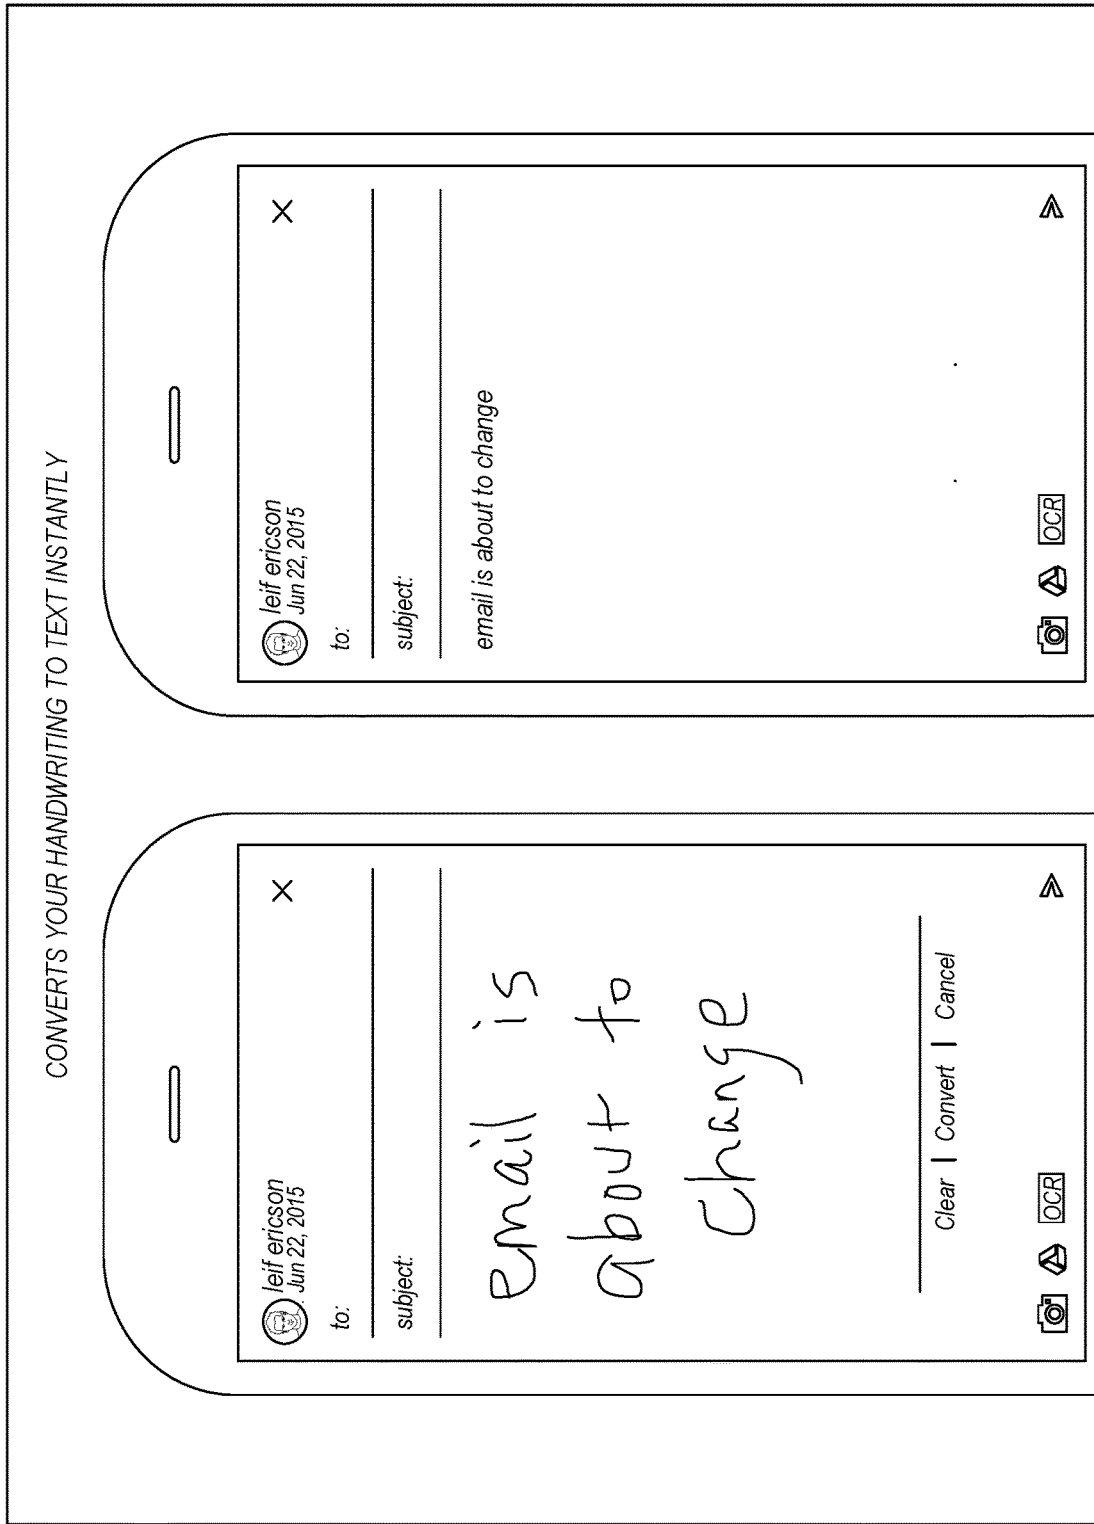 CONVERTS YOUR HANDWRITING TO TEXT INSTANTLY
leif ericson
Jun 22, 2015
to:
subject:
email is
about to
change
Clear | Convert | Cancel
OCR
leif ericson
Jun 22, 2015
to:
subject:
email is about to change
OCR